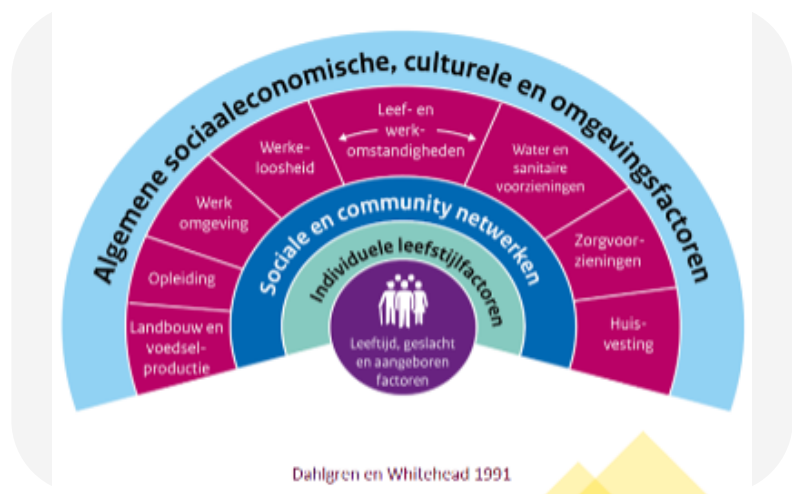 Algemene sociaaleconomische, culturele en omgevingsfactoren
Leef- en
werk-
omstandigheden
Werke-
loosheid
Water en
sanitaire
voorzieningen
Werk
omgeving
Zorgvoor-
zieningen
Opleiding
Landbouw en
voedsel-
productie
Huis-
vesting
Sociale en community netwerken
Individuele leefstijlfactoren
Leeftijd, geslacht
en aangeboren
factoren
Dahlgren en Whitehead 1991